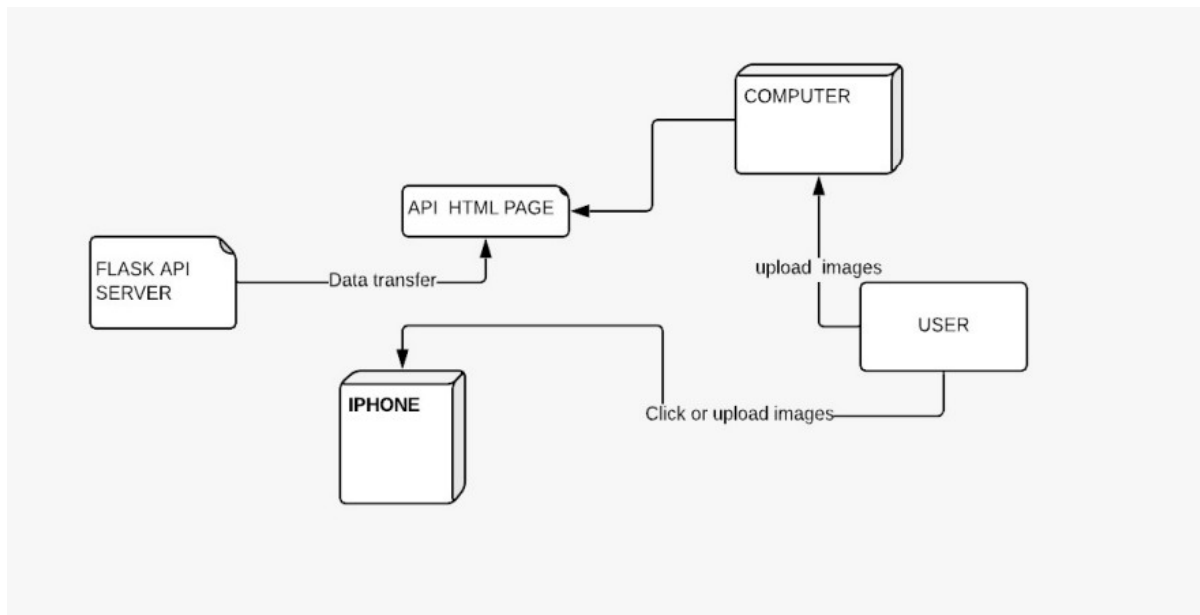 COMPUTER
API HTML PAGE
FLASK API
SERVER
Data transfer
upload images
USER
IPHONE
Click or upload images